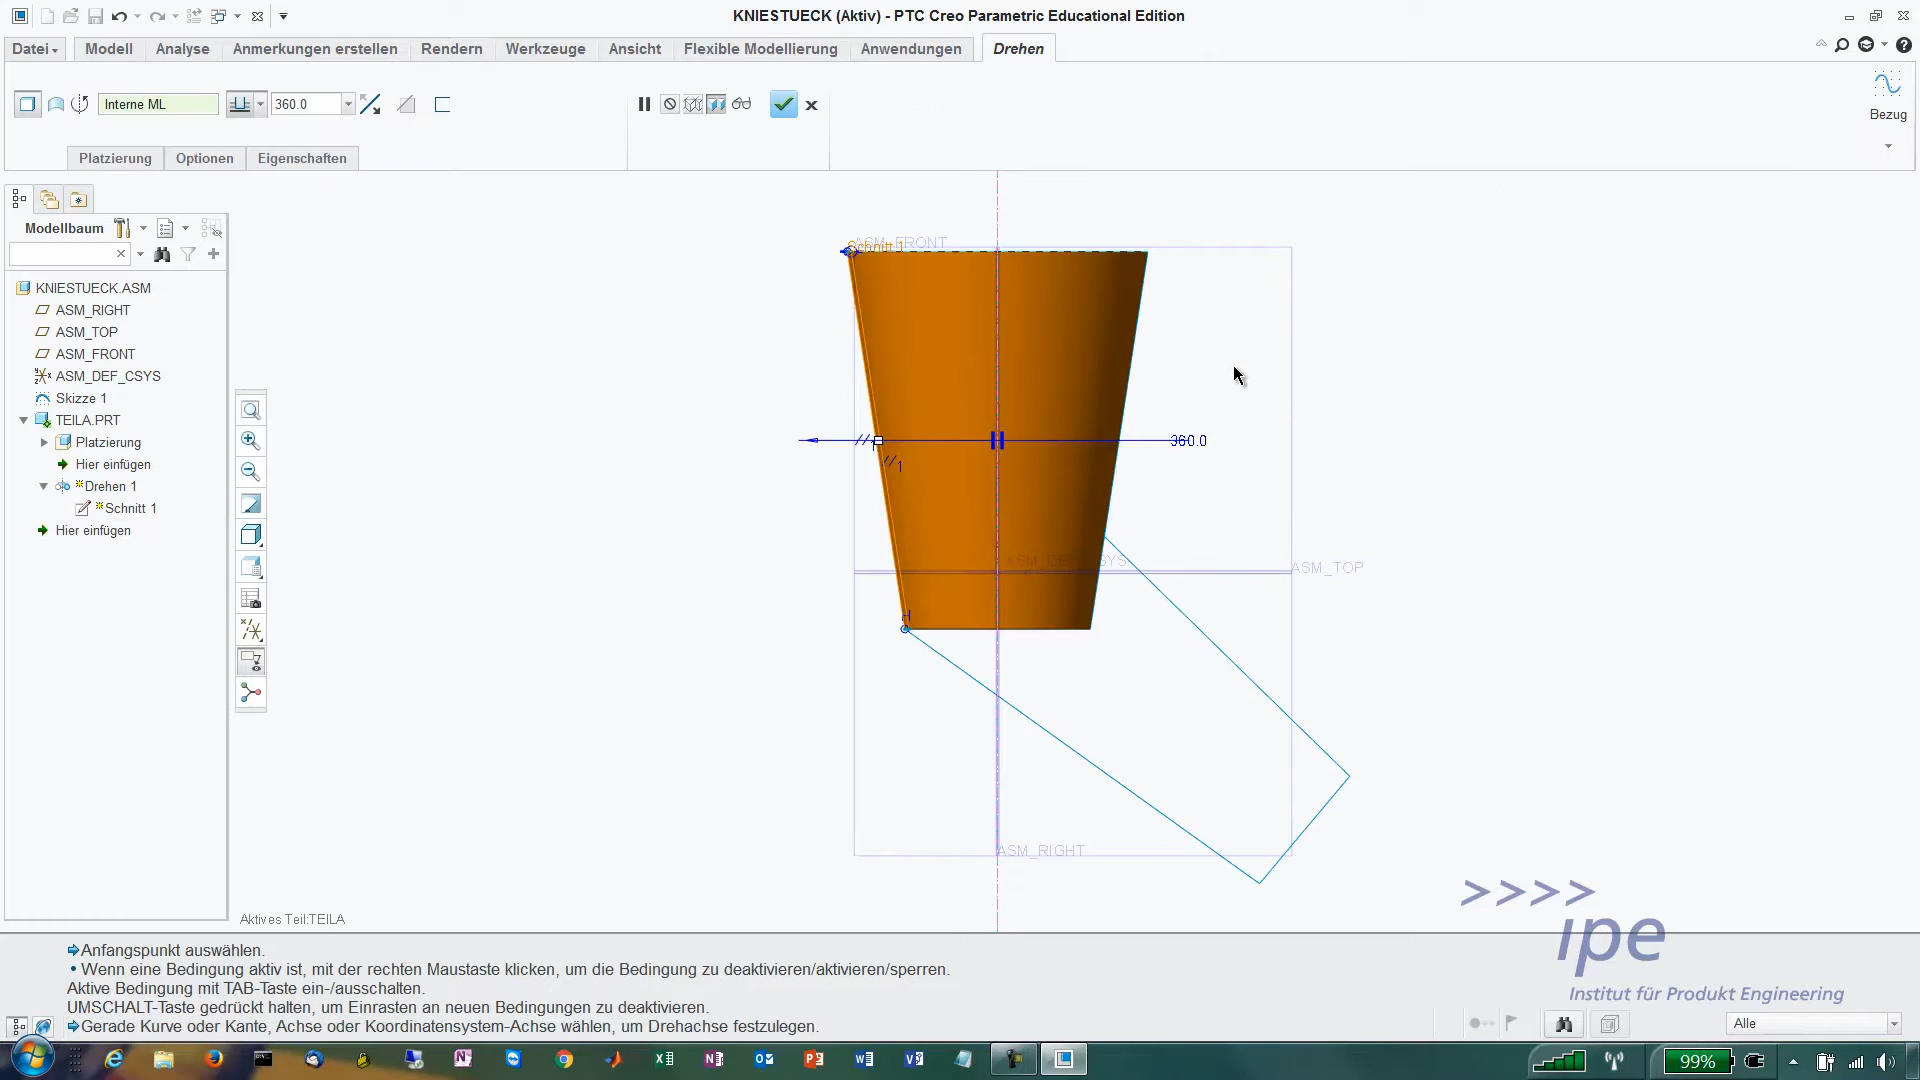 KNIESTUECK (Aktiv) - PTC Creo Parametric Educational Edition
Datei
Modell
Analyse
Anmerkungen erstellen
Rendern
Werkzeuge
Ansicht
Flexible Modellierung
Anwendungen
Drehen
Interne ML
360.0
Bezug
Platzierung
Optionen
Eigenschaften
Modellbaum
KNIESTUECK.ASM
ASM_RIGHT
ASM_TOP
ASM_FRONT
ASM_DEF_CSYS
Skizze 1
TEILA.PRT
Platzierung
Hier einfügen
Drehen 1
Schnitt 1
Hier einfügen
Schnitt 1
ASM_FRONT
360.0
ASM_DEF_CSYS
ASM_TOP
H
ASM_RIGHT
Aktives Teil:TEILA
>>>>
ipe
Institut für Produkt Engineering
Anfangspunkt auswählen.
• Wenn eine Bedingung aktiv ist, mit der rechten Maustaste klicken, um die Bedingung zu deaktivieren/aktivieren/sperren.
Aktive Bedingung mit TAB-Taste ein-/ausschalten.
UMSCHALT-Taste gedrückt halten, um Einrasten an neuen Bedingungen zu deaktivieren.
Gerade Kurve oder Kante, Achse oder Koordinatensystem-Achse wählen, um Drehachse festzulegen.
Alle
99%